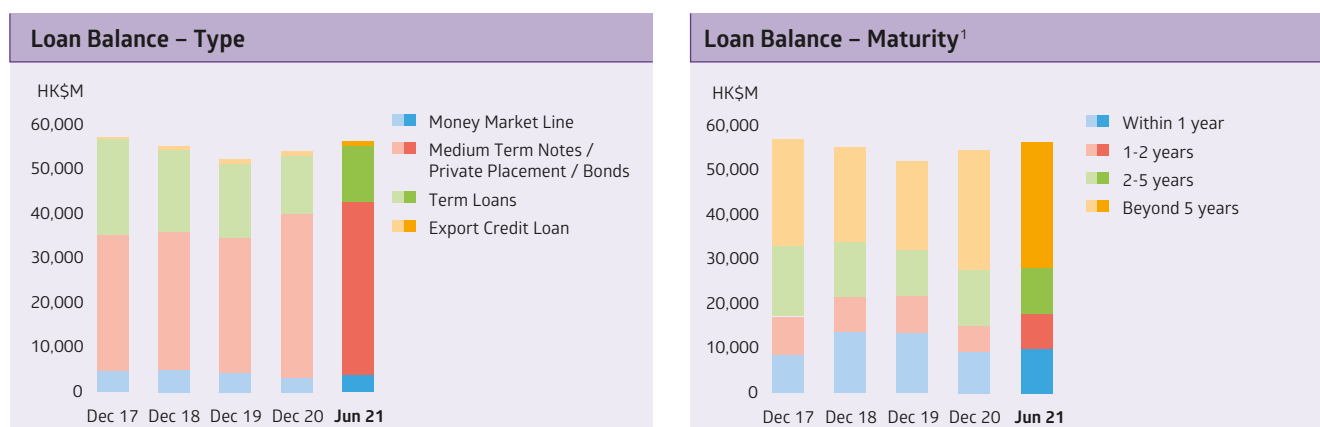 Loan Balance – Type
HK$M
60,000
50,000
40,000
30,000
20,000
10,000
0
Dec 17 Dec 18 Dec 19 Dec 20 Jun 21
Money Market Line
Medium Term Notes /
Private Placement / Bonds
Term Loans
Export Credit Loan
Loan Balance – Maturity¹
HK$M
60,000
50,000
40,000
30,000
20,000
10,000
0
Dec 17 Dec 18 Dec 19 Dec 20 Jun 21
Within 1 year
1-2 years
2-5 years
Beyond 5 years